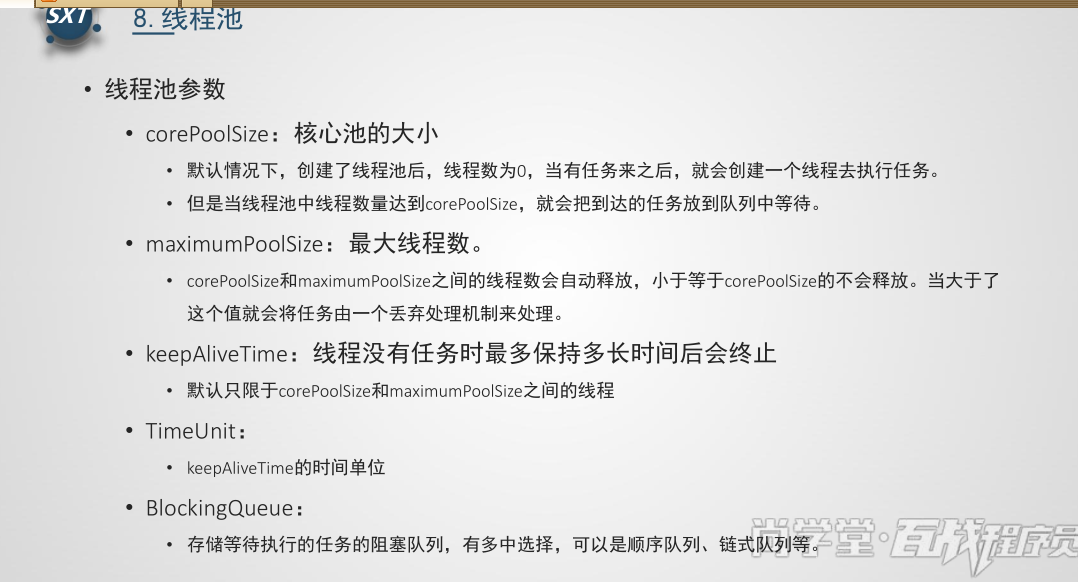 SXT
8. 线程池
• 线程池参数
• corePoolSize：核心池的大小
• 默认情况下，创建了线程池后，线程数为0，当有任务来之后，就会创建一个线程去执行任务。
• 但是当线程池中线程数量达到corePoolSize，就会把到达的任务放到队列中等待。
• maximumPoolSize：最大线程数。
• corePoolSize和maximumPoolSize之间的线程数会自动释放，小于等于corePoolSize的不会释放。当大于了
这个值就会将任务由一个丢弃处理机制来处理。
• keepAliveTime：线程没有任务时最多保持多长时间后会终止
• 默认只限于corePoolSize和maximumPoolSize之间的线程
• TimeUnit：
• keepAliveTime的时间单位
• BlockingQueue：
• 存储等待执行的任务的阻塞队列，有多中选择，可以是顺序队列、链式队列等。
尚学堂·百战程序员